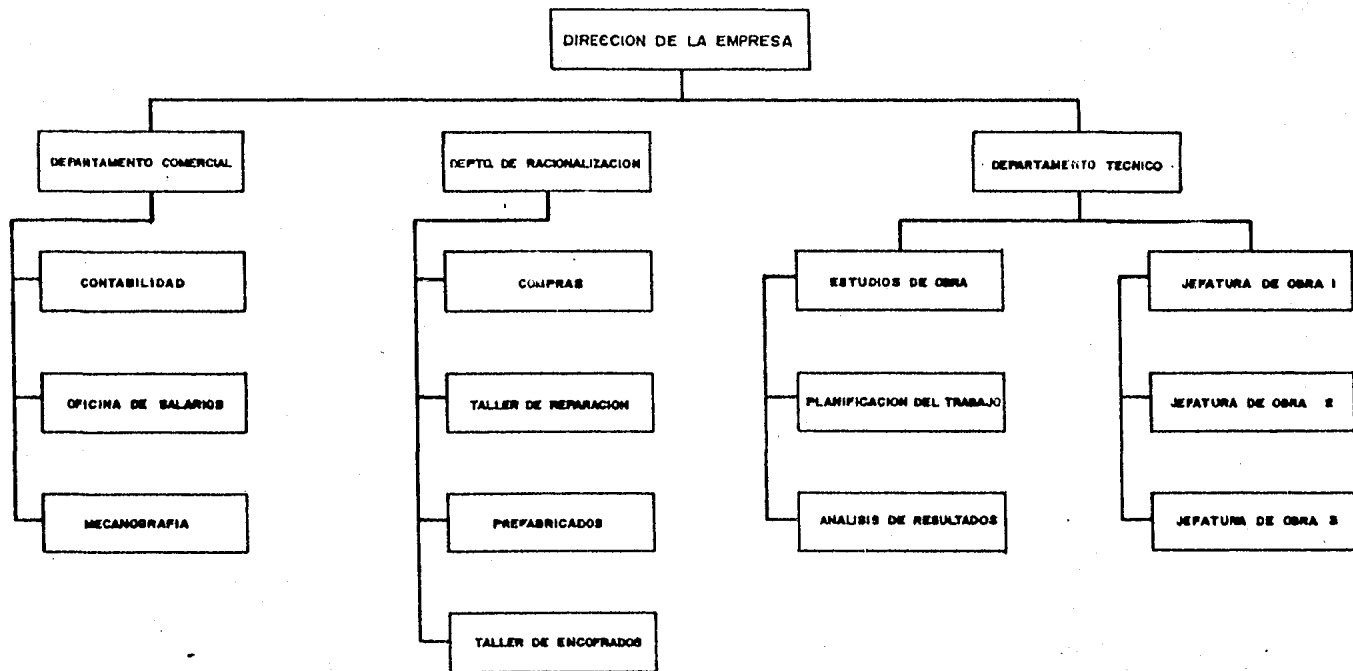 DIRECCION DE LA EMPRESA
DEPARTAMENTO COMERCIAL
DEPTO. DE RACIONALIZACION
DEPARTAMENTO TECNICO
CONTABILIDAD
COMPRAS
ESTUDIOS DE OBRA
JEFATURA DE OBRA 1
OFICINA DE SALARIOS
TALLER DE REPARACION
PLANIFICACION DEL TRABAJO
JEFATURA DE OBRA 2
MECANOGRAFIA
PREFABRICADOS
ANALISIS DE RESULTADOS
JEFATURA DE OBRA 3
TALLER DE ENCOFRADOS